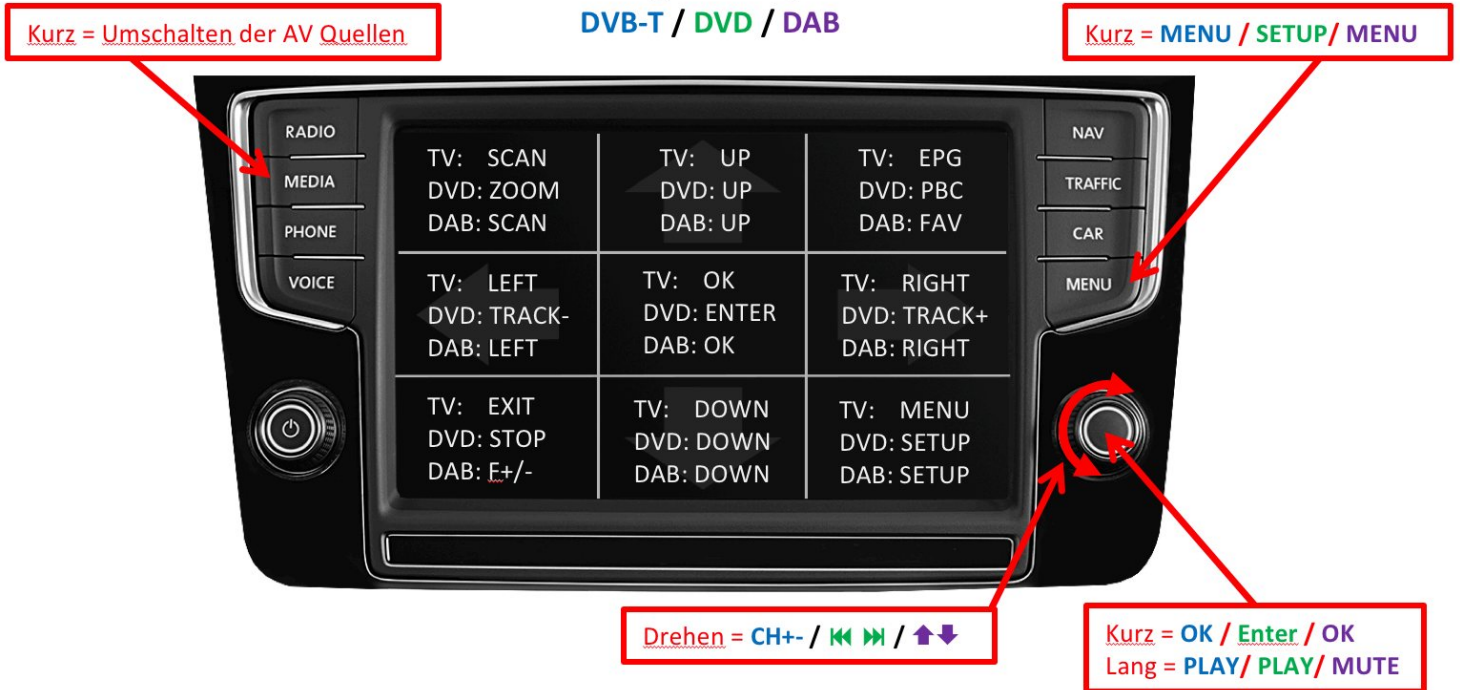 DVB-T / DVD / DAB
Kurz = Umschalten der AV Quellen
Kurz = MENU / SETUP/ MENU
RADIO
MEDIA
PHONE
VOICE
NAV
TRAFFIC
CAR
MENU
TV: SCAN
DVD: ZOOM
DAB: SCAN
TV: UP
DVD: UP
DAB: UP
TV: EPG
DVD: PBC
DAB: FAV
TV: LEFT
DVD: TRACK-
DAB: LEFT
TV: OK
DVD: ENTER
DAB: OK
TV: RIGHT
DVD: TRACK+
DAB: RIGHT
TV: EXIT
DVD: STOP
DAB: F+/-
TV: DOWN
DVD: DOWN
DAB: DOWN
TV: MENU
DVD: SETUP
DAB: SETUP
Drehen = CH+- / ⏮ ⏭ / ⬆⬇
Kurz = OK / Enter / OK
Lang = PLAY/ PLAY/ MUTE